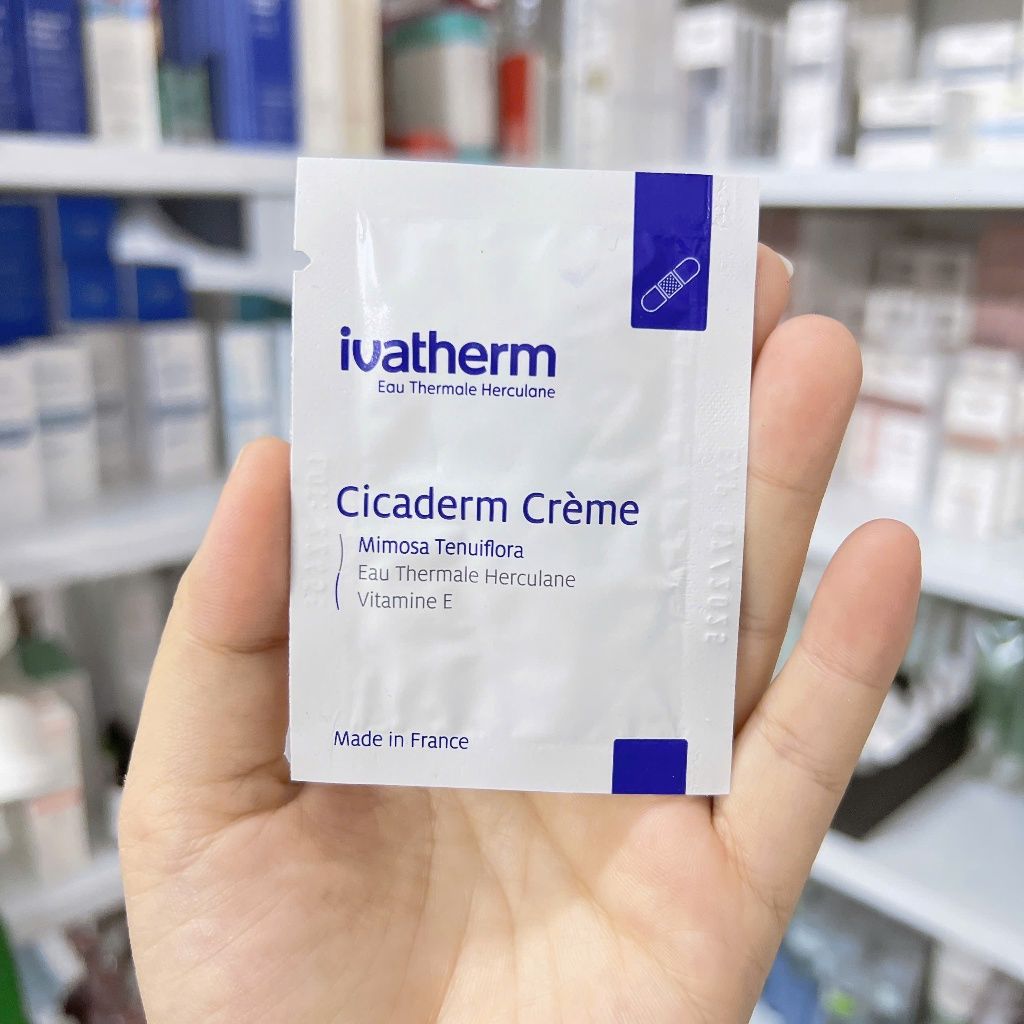 ivatherm
Eau Thermale Herculane
Cicaderm Crème
Mimosa Tenuiflora
Eau Thermale Herculane
Vitamine E
Made in France